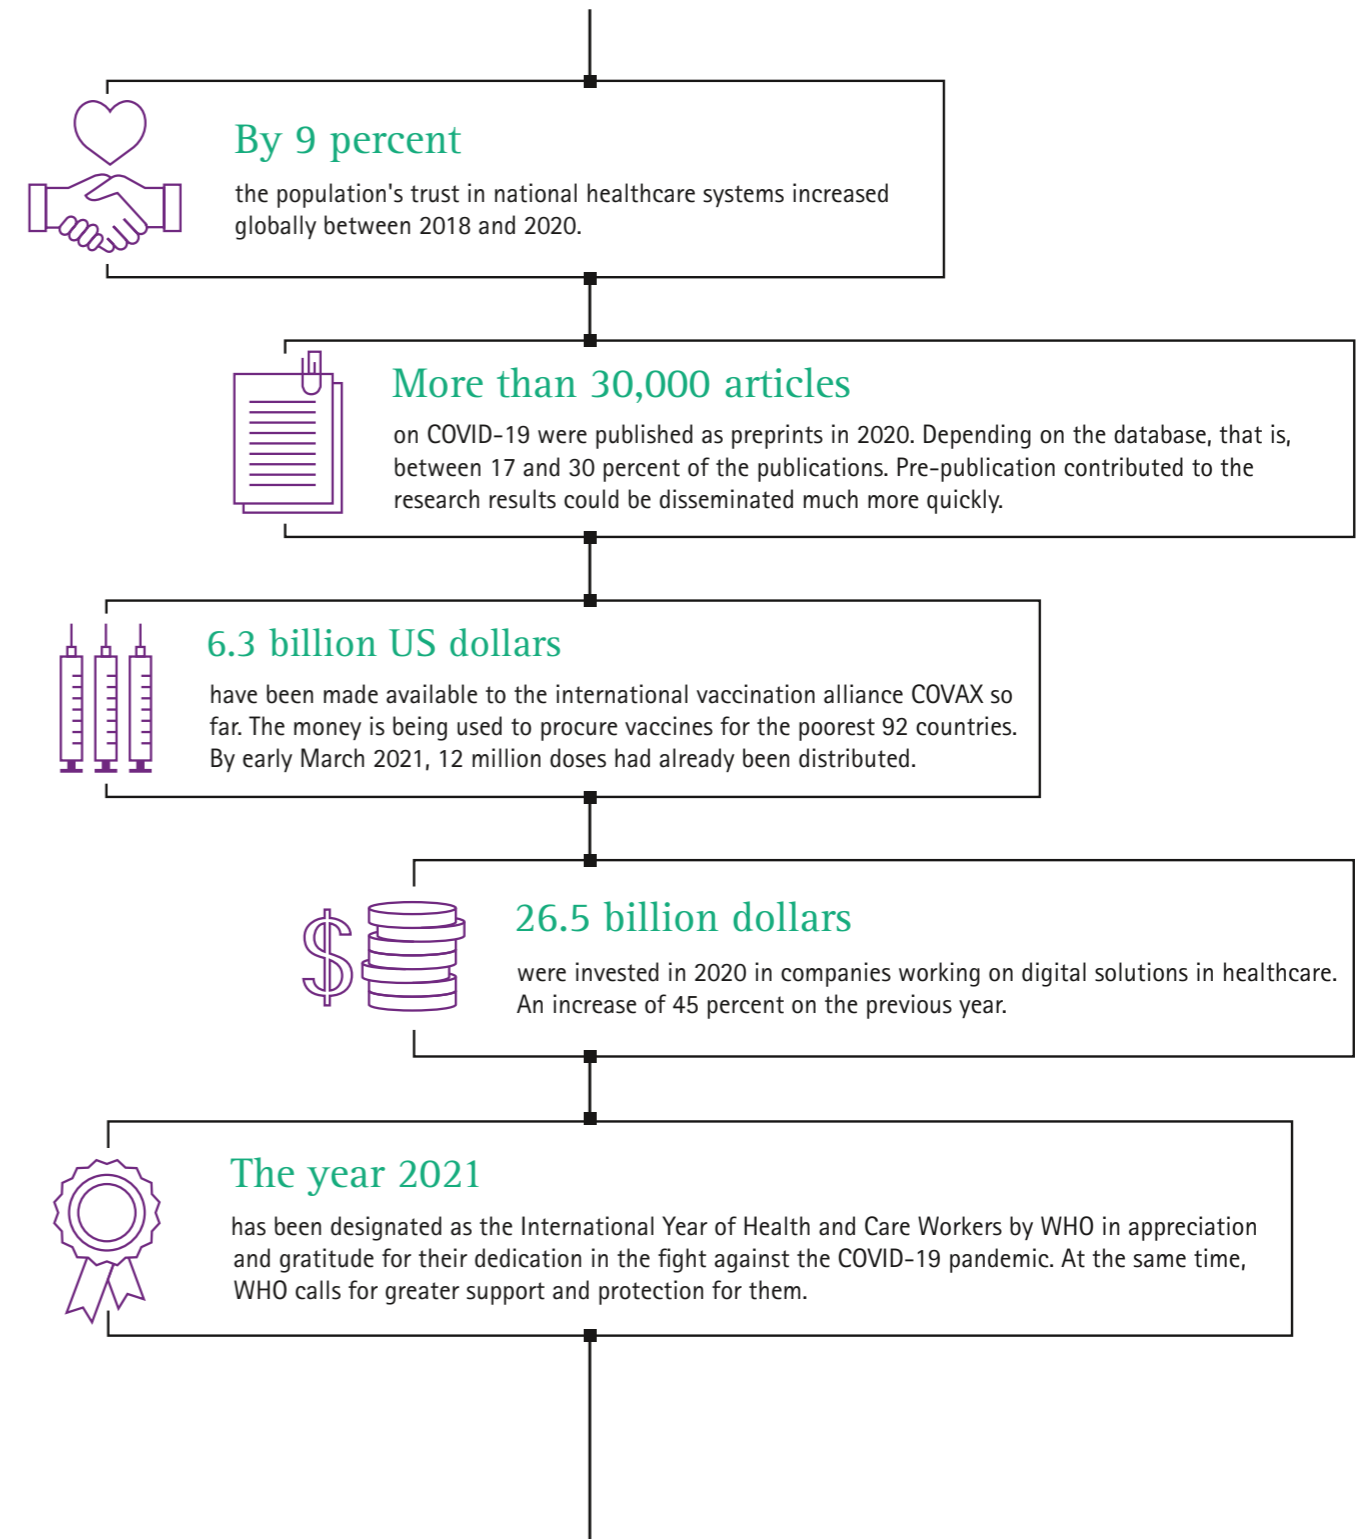 By 9 percent
the population's trust in national healthcare systems increased
globally between 2018 and 2020.
More than 30,000 articles
on COVID-19 were published as preprints in 2020. Depending on the database, that is,
between 17 and 30 percent of the publications. Pre-publication contributed to the
research results could be disseminated much more quickly.
6.3 billion US dollars
have been made available to the international vaccination alliance COVAX so
far. The money is being used to procure vaccines for the poorest 92 countries.
By early March 2021, 12 million doses had already been distributed.
$
26.5 billion dollars
were invested in 2020 in companies working on digital solutions in healthcare.
An increase of 45 percent on the previous year.
The year 2021
has been designated as the International Year of Health and Care Workers by WHO in appreciation
and gratitude for their dedication in the fight against the COVID-19 pandemic. At the same time,
WHO calls for greater support and protection for them.